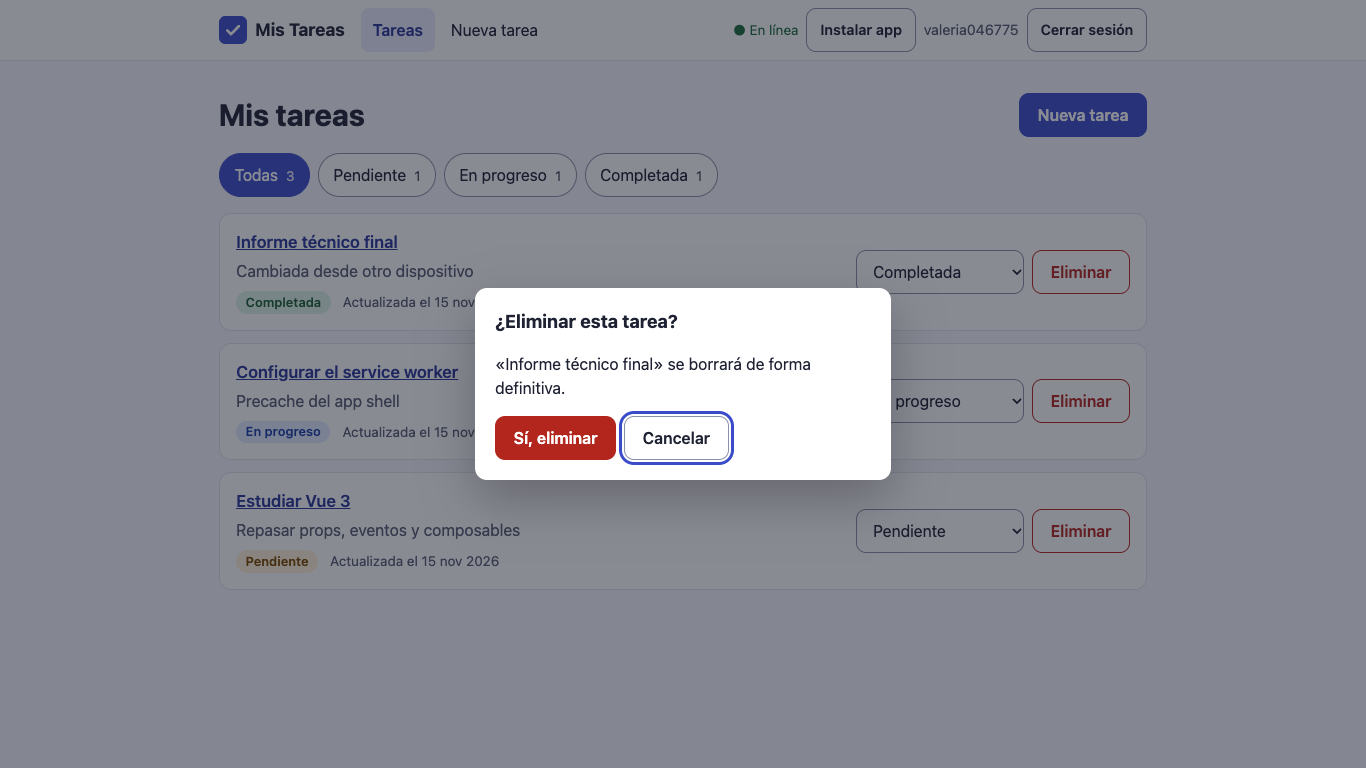 Mis Tareas Tareas Nueva tarea En línea Instalar app valeria046775 Cerrar sesión
Mis tareas
Nueva tarea
Todas 3 Pendiente 1 En progreso 1 Completada 1
Informe técnico final
Cambiada desde otro dispositivo
Completada Actualizada el 15 nov
Completada
Eliminar
Configurar el service worker
Precache del app shell
En progreso Actualizada el 15 nov
progreso
Eliminar
Estudiar Vue 3
Repasar props, eventos y composables
Pendiente Actualizada el 15 nov 2026
Pendiente
Eliminar
¿Eliminar esta tarea?
«Informe técnico final» se borrará de forma
definitiva.
Sí, eliminar Cancelar